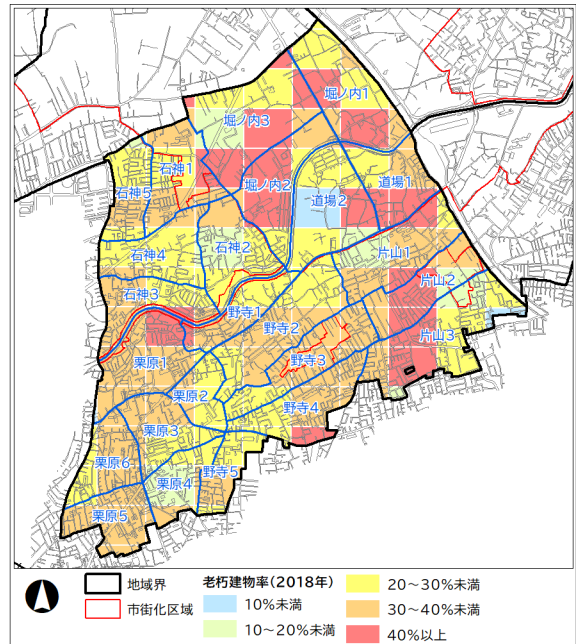 堀ノ内1
堀ノ内3
石神1
堀ノ内2
道場1
石神5
道場2
石神2
片山1
石神4
片山2
石神3
野寺1
野寺2
片山3
栗原1
野寺3
栗原2
野寺4
栗原3
栗原6
野寺5
栗原4
栗原5
地域界
市街化区域
老朽建物率(2018年)
10%未満
10～20%未満
20～30%未満
30～40%未満
40%以上